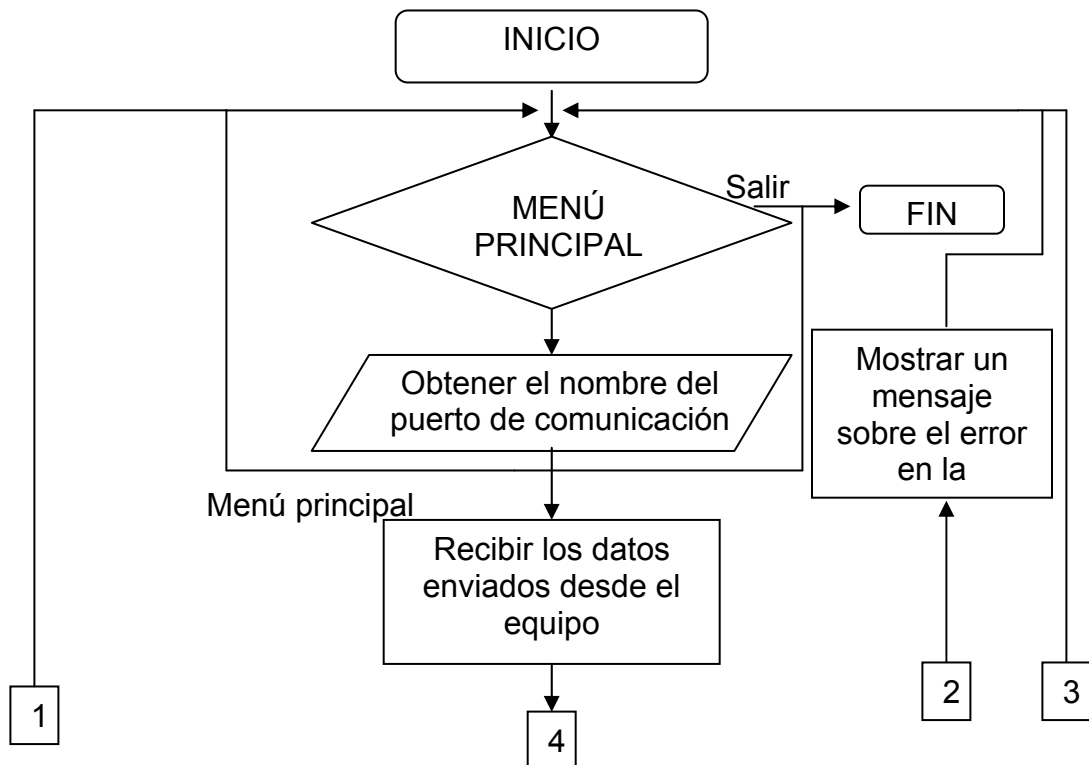 INICIO
MENÚ
PRINCIPAL
Salir
FIN
Obtener el nombre del
puerto de comunicación
Mostrar un
mensaje
sobre el error
en la
Menú principal
Recibir los datos
enviados desde el
equipo
1
4
2
3